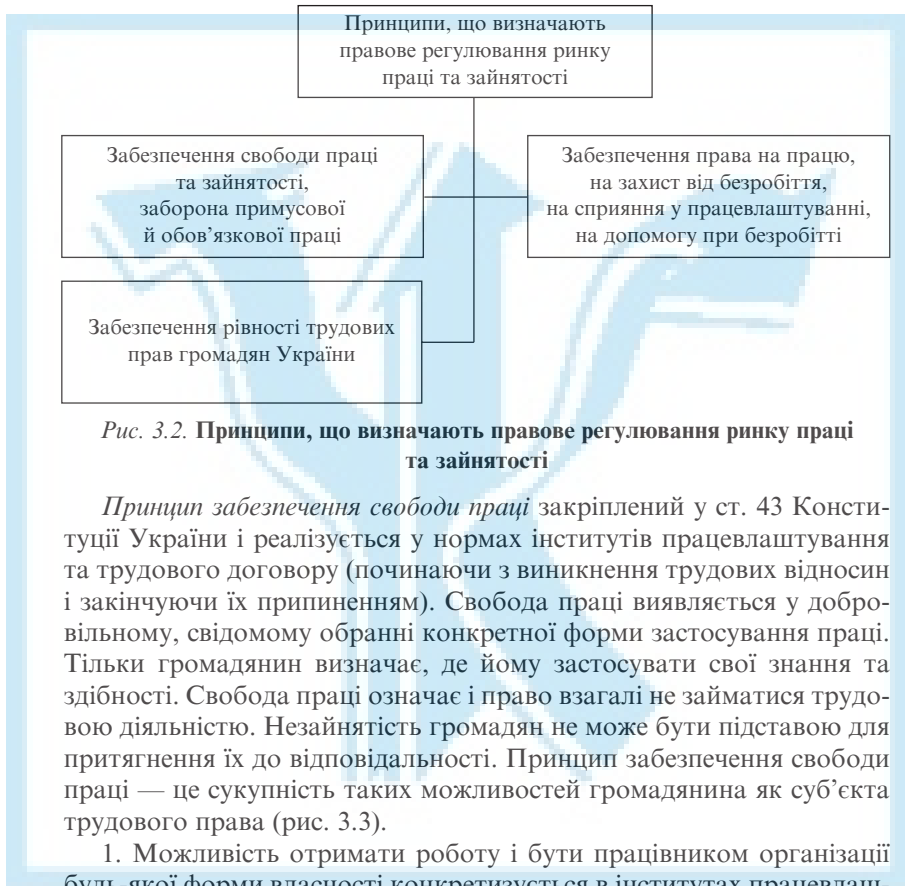 Принципи, що визначають
правове регулювання ринку
праці та зайнятості
Забезпечення свободи праці
та зайнятості,
заборона примусової
й обов’язкової праці
Забезпечення права на працю,
на захист від безробіття,
на сприяння у працевлаштуванні,
на допомогу при безробітті
Забезпечення рівності трудових
прав громадян України
Рис. 3.2. Принципи, що визначають правове регулювання ринку праці
та зайнятості
Принцип забезпечення свободи праці закріплений у ст. 43 Консти-
туції України і реалізується у нормах інститутів працевлаштування
та трудового договору (починаючи з виникнення трудових відносин
і закінчуючи їх припиненням). Свобода праці виявляється у добро-
вільному, свідомому обранні конкретної форми застосування праці.
Тільки громадянин визначає, де йому застосувати свої знання та
здібності. Свобода праці означає і право взагалі не займатися трудо-
вою діяльністю. Незайнятість громадян не може бути підставою для
притягнення їх до відповідальності. Принцип забезпечення свободи
праці — це сукупність таких можливостей громадянина як суб’єкта
трудового права (рис. 3.3).
1. Можливість отримати роботу і бути працівником організації
будь-якої форми власності конкретизується в інститутах працевлаш-